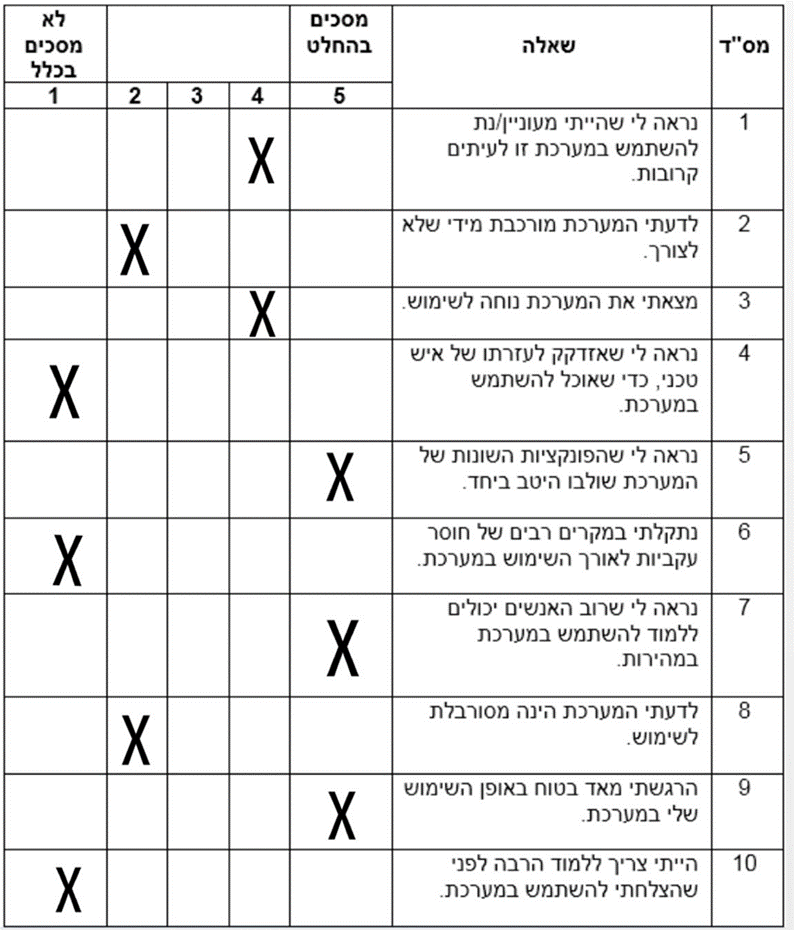 מס"ד
שאלה
מסכים
בהחלט
לא
מסכים
בכלל
5
4
3
2
1
1
נראה לי שהייתי מעוניין/נת
להשתמש במערכת זו לעיתים
קרובות.
X
2
לדעתי המערכת מורכבת מידי שלא
לצורך.
X
3
מצאתי את המערכת נוחה לשימוש.
X
4
נראה לי שאזדקק לעזרתו של איש
טכני, כדי שאוכל להשתמש
במערכת.
X
5
נראה לי שהפונקציות השונות של
המערכת שולבו היטב ביחד.
X
6
נתקלתי במקרים רבים של חוסר
עקביות לאורך השימוש במערכת.
X
7
נראה לי שרוב האנשים יכולים
ללמוד להשתמש במערכת
במהירות.
X
8
לדעתי המערכת הינה מסורבלת
לשימוש.
X
9
הרגשתי מאד בטוח באופן השימוש
שלי במערכת.
X
10
הייתי צריך ללמוד הרבה לפני
שהצלחתי להשתמש במערכת.
X